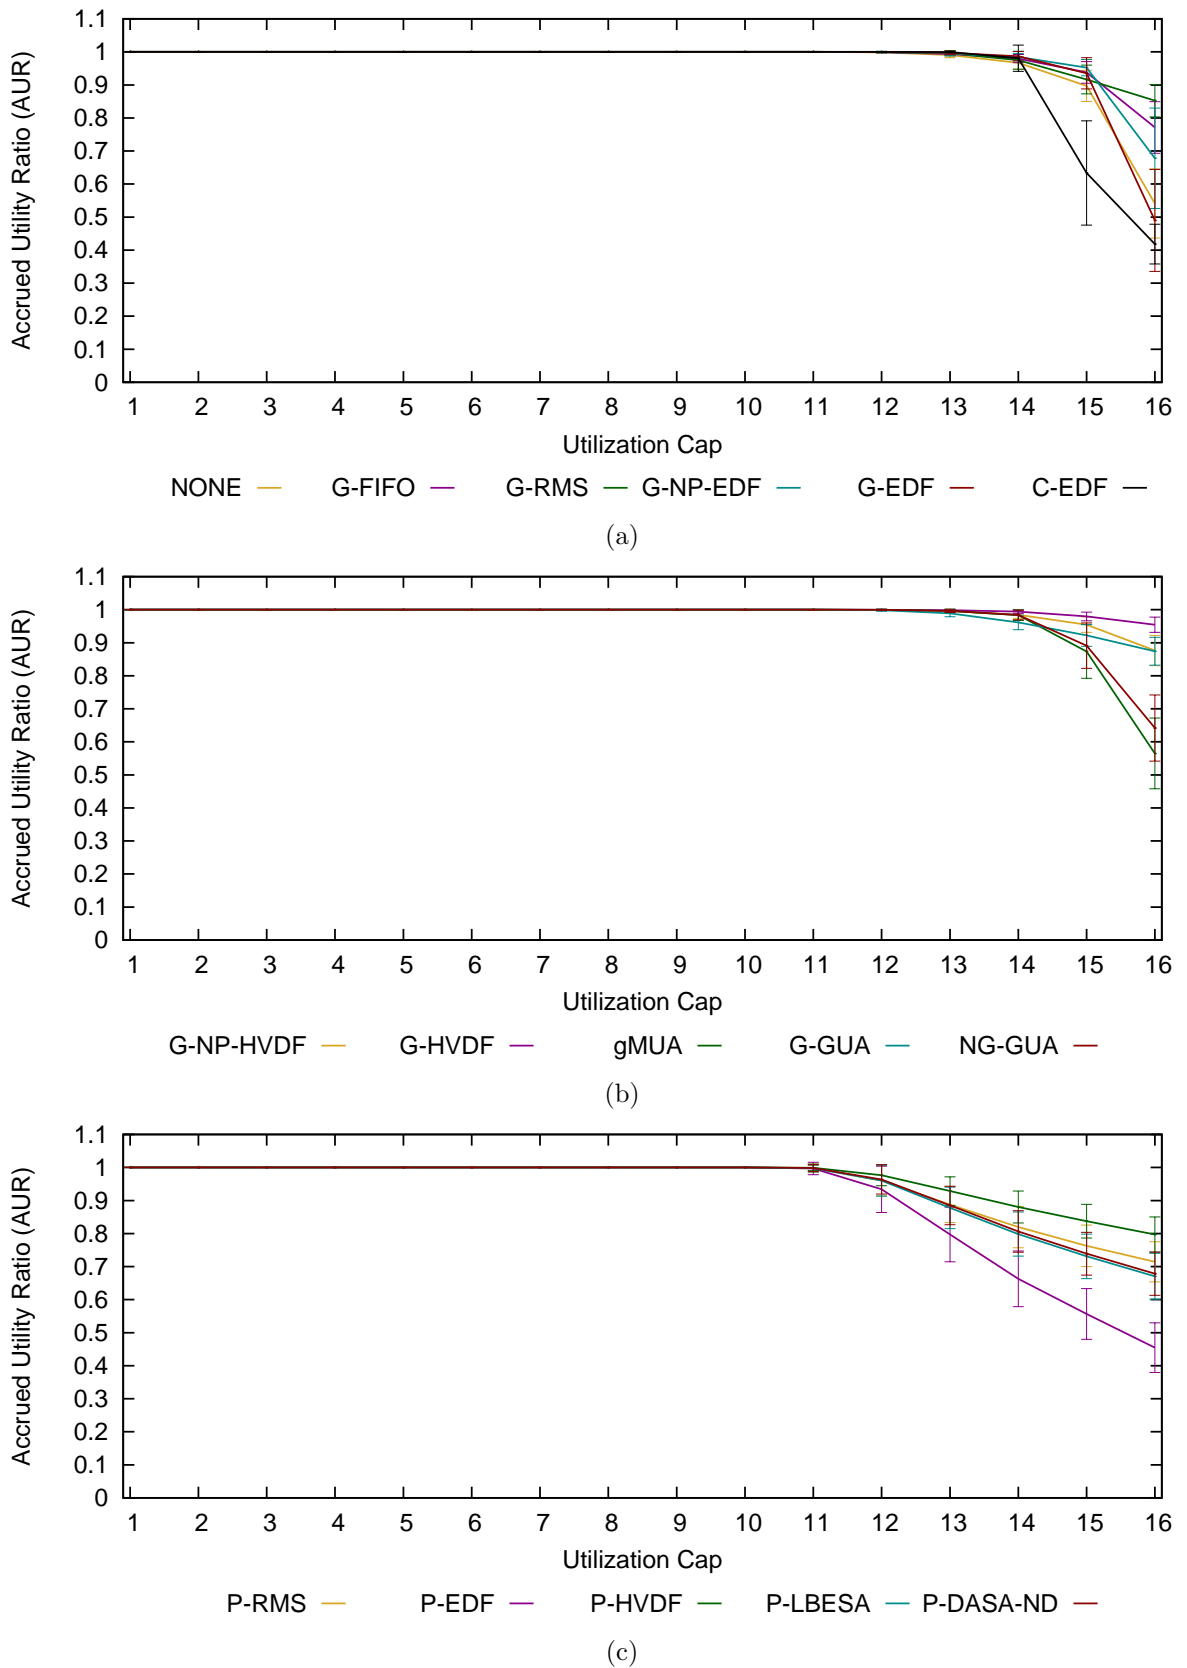 1.1
1
0.9
0.8
0.7
0.6
0.5
0.4
0.3
0.2
0.1
0
Accrued Utility Ratio (AUR)
1 2 3 4 5 6 7 8 9 10 11 12 13 14 15 16
Utilization Cap
NONE G-FIFO G-RMS G-NP-EDF G-EDF C-EDF
(a)
1.1
1
0.9
0.8
0.7
0.6
0.5
0.4
0.3
0.2
0.1
0
Accrued Utility Ratio (AUR)
1 2 3 4 5 6 7 8 9 10 11 12 13 14 15 16
Utilization Cap
G-NP-HVDF G-HVDF gMUA G-GUA NG-GUA
(b)
1.1
1
0.9
0.8
0.7
0.6
0.5
0.4
0.3
0.2
0.1
0
Accrued Utility Ratio (AUR)
1 2 3 4 5 6 7 8 9 10 11 12 13 14 15 16
Utilization Cap
P-RMS P-EDF P-HVDF P-LBESA P-DASA-ND
(c)